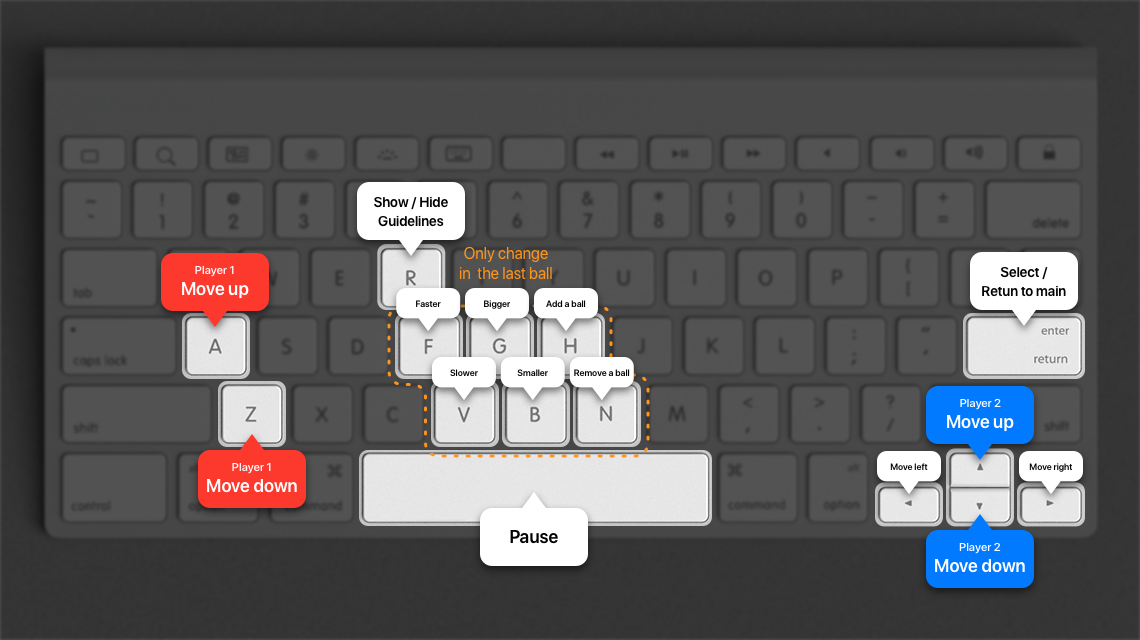 ~ ! @ # ^ & * ( ) – +
` 1 2 3 6 7 8 9 0 - = delete
Show / Hide
Guidelines
Only change
in the last ball
tab W E R Y U I O P { [
Player 1
Move up
Select /
Retun to main
Faster
Bigger
Add a ball
caps lock A S D F G H J K L : ; " ,
enter
return
Slower
Smaller
Remove a ball
shift Z X C V B N M < , > . ? / shift
Player 2
Move up
Player 1
Move down
Move left
Move right
control
⌘
command
⌘
command
alt
option
Pause
Player 2
Move down